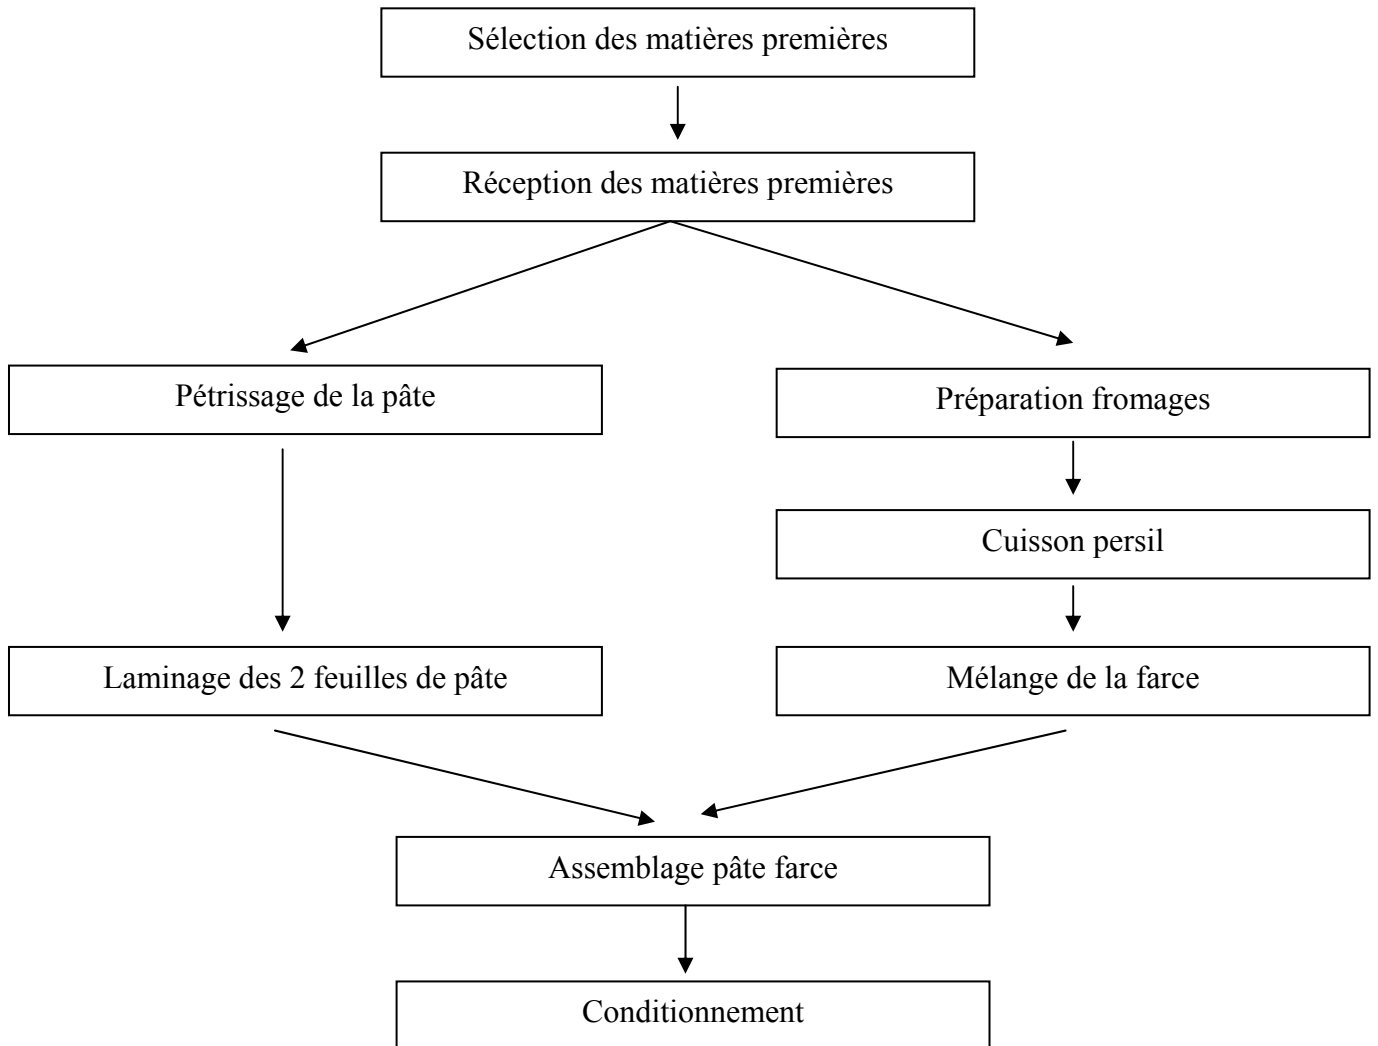 Sélection des matières premières
Réception des matières premières
Pétrissage de la pâte
Préparation fromages
Cuisson persil
Laminage des 2 feuilles de pâte
Mélange de la farce
Assemblage pâte farce
Conditionnement